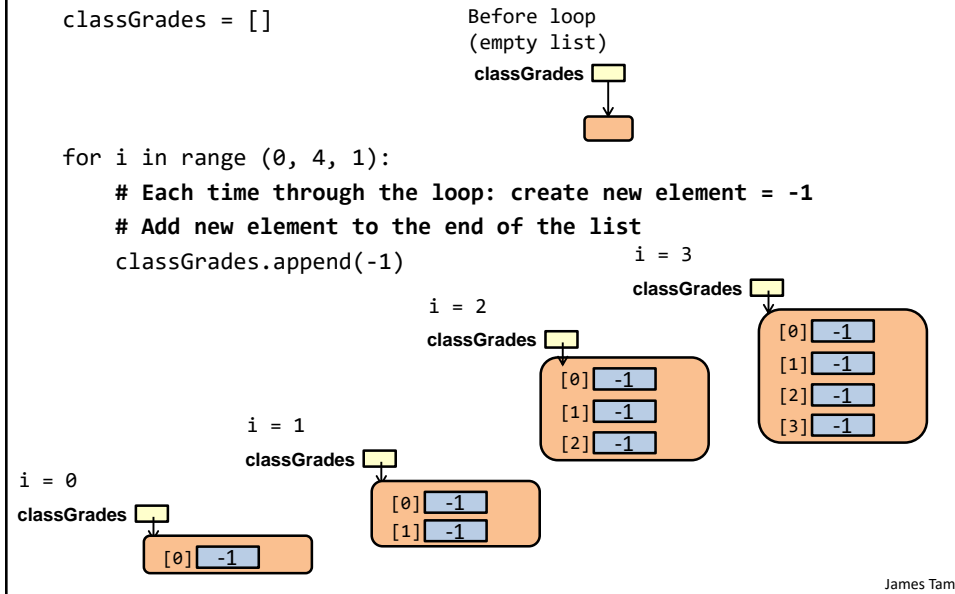 classGrades = []
Before loop
(empty list)
classGrades
for i in range (0, 4, 1):
# Each time through the loop: create new element = -1
# Add new element to the end of the list
classGrades.append(-1)
i = 3
classGrades
[0] -1
[1] -1
[2] -1
[3] -1
i = 2
classGrades
[0] -1
[1] -1
[2] -1
i = 1
classGrades
[0] -1
[1] -1
i = 0
classGrades
[0] -1
James Tam